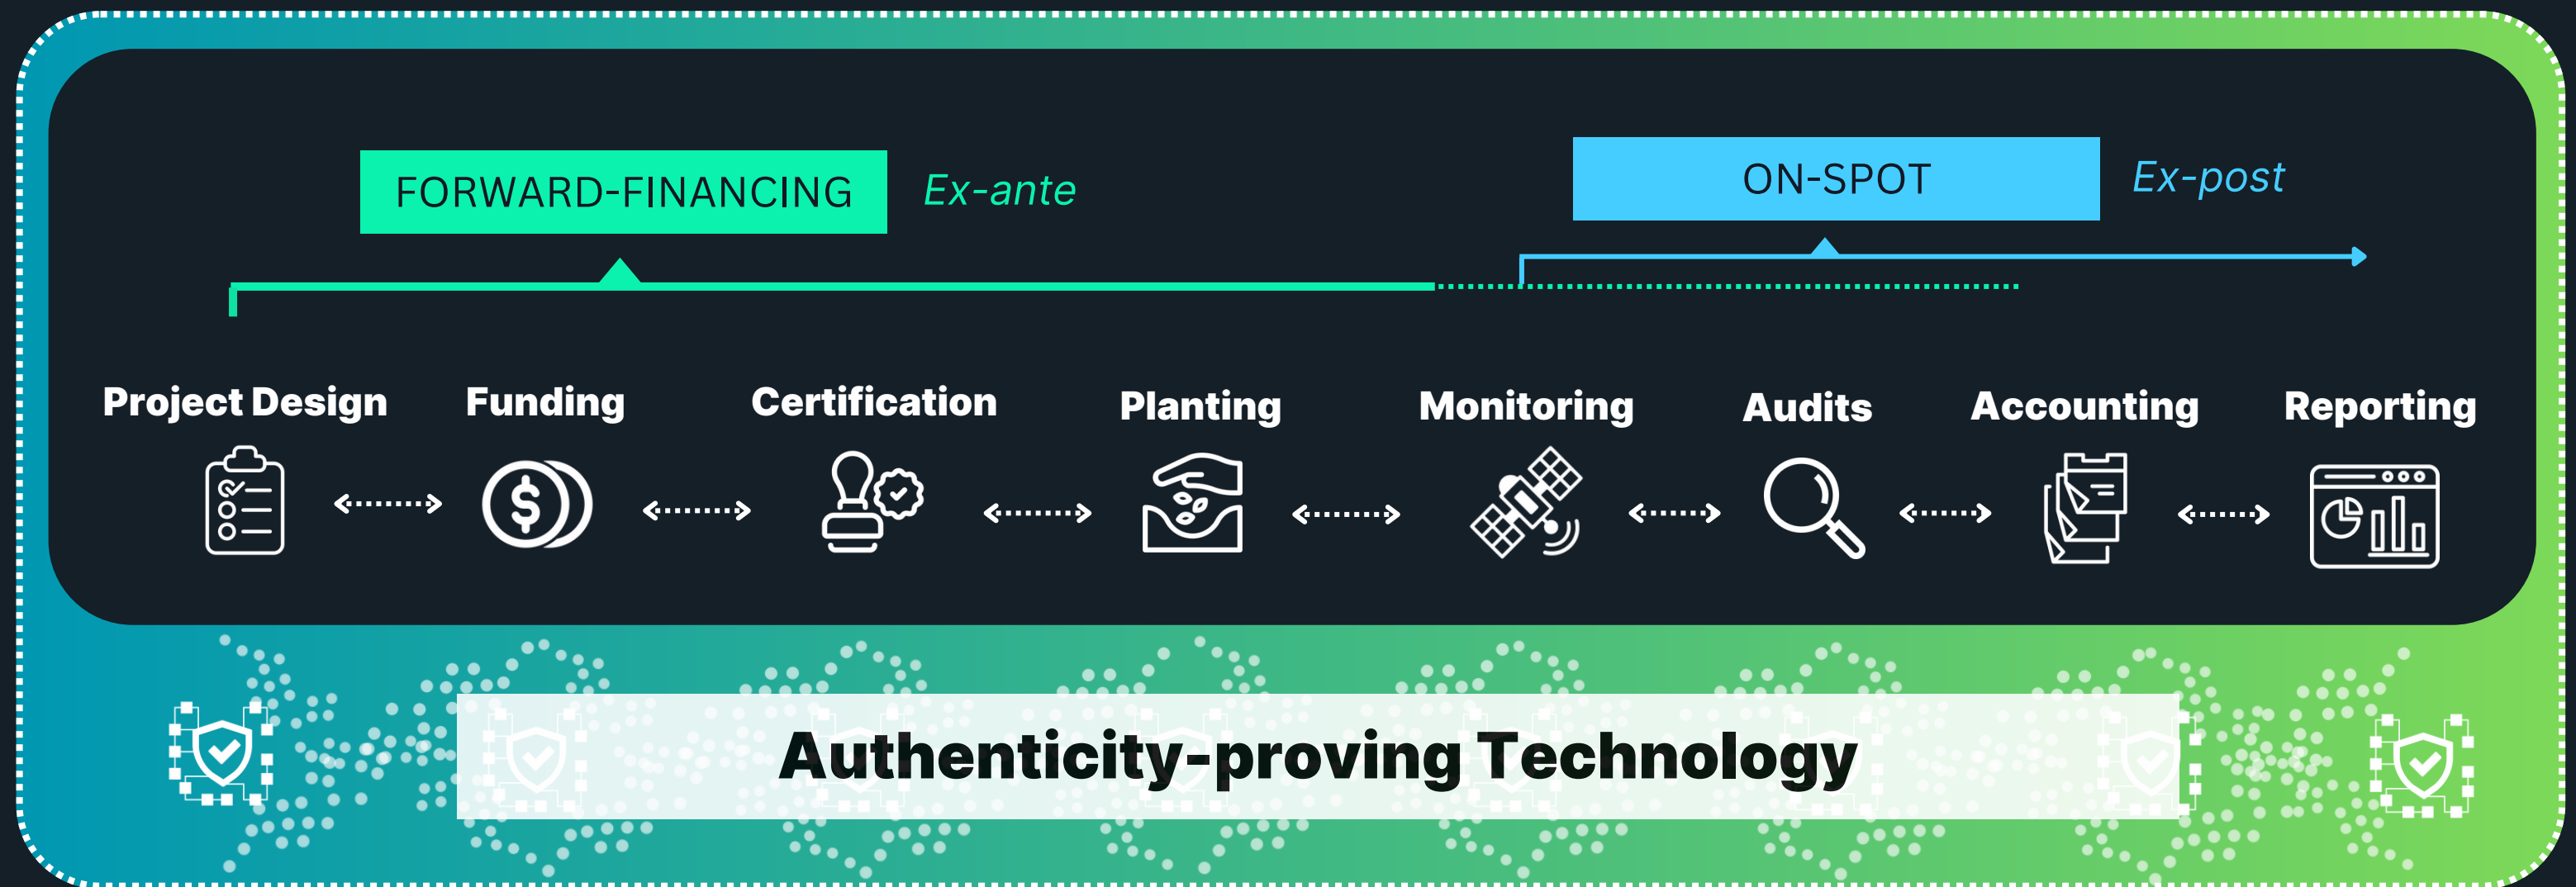 FORWARD-FINANCING
Ex-ante
ON-SPOT
Ex-post
Project Design
Funding
Certification
Planting
Monitoring
Audits
Accounting
Reporting
$
Authenticity-proving Technology